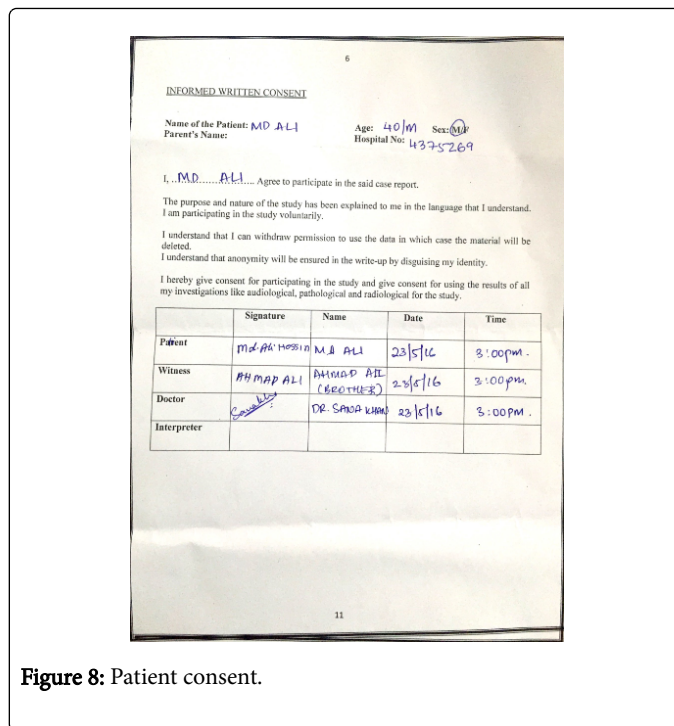 6
INFORMED WRITTEN CONSENT
Name of the Patient: MD ALI Age: 40/M Sex: M/F
Parent's Name: Hospital No: 4375269
I, ..MD........ALI.... Agree to participate in the said case report.
The purpose and nature of the study has been explained to me in the language that I understand.
I am participating in the study voluntarily.
I understand that I can withdraw permission to use the data in which case the material will be
deleted.
I understand that anonymity will be ensured in the write-up by disguising my identity.
I hereby give consent for participating in the study and give consent for using the results of all
my investigations like audiological, pathological and radiological for the study.
Signature Name Date Time
Patient Md. Ali Hossin MD ALI 23/5/16 3:00pm.
Witness AHMAD ALI AHMAD ALI 23/5/16 3:00pm.
(BROTHER)
Doctor DR. SANA KHAN 23/5/16 3:00PM.
Interpreter
11
Figure 8: Patient consent.